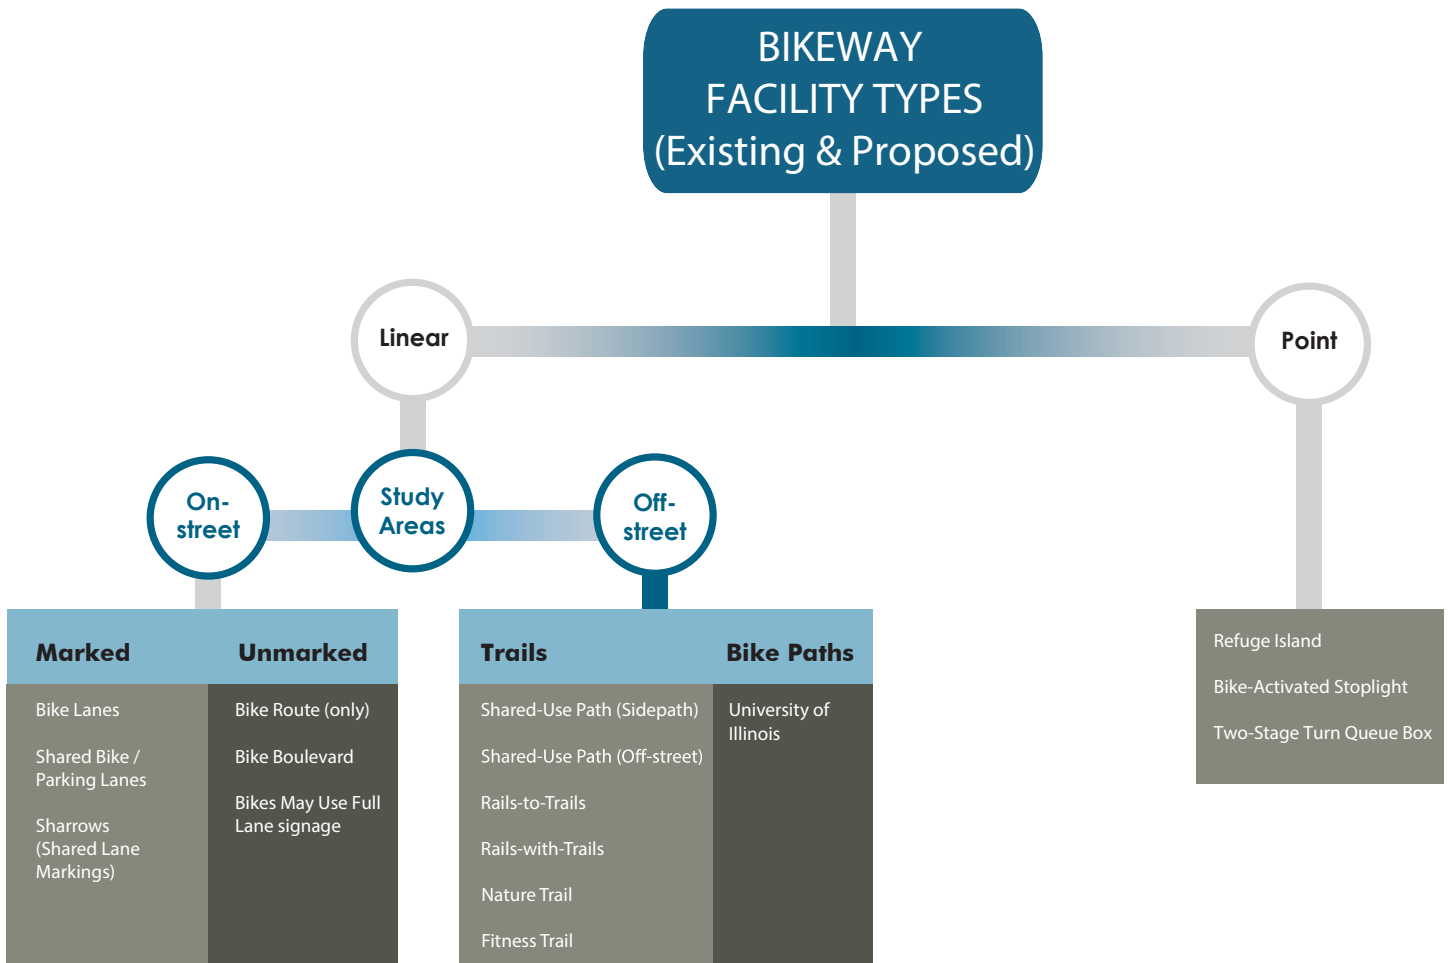 BIKEWAY
FACILITY TYPES
(Existing & Proposed)
Linear
Point
On-
street
Study
Areas
Off-
street
Marked
Unmarked
Bike Lanes
Shared Bike /
Parking Lanes
Sharrows
(Shared Lane
Markings)
Bike Route (only)
Bike Boulevard
Bikes May Use Full
Lane signage
Trails
Bike Paths
Shared-Use Path (Sidepath)
Shared-Use Path (Off-street)
Rails-to-Trails
Rails-with-Trails
Nature Trail
Fitness Trail
University of
Illinois
Refuge Island
Bike-Activated Stoplight
Two-Stage Turn Queue Box